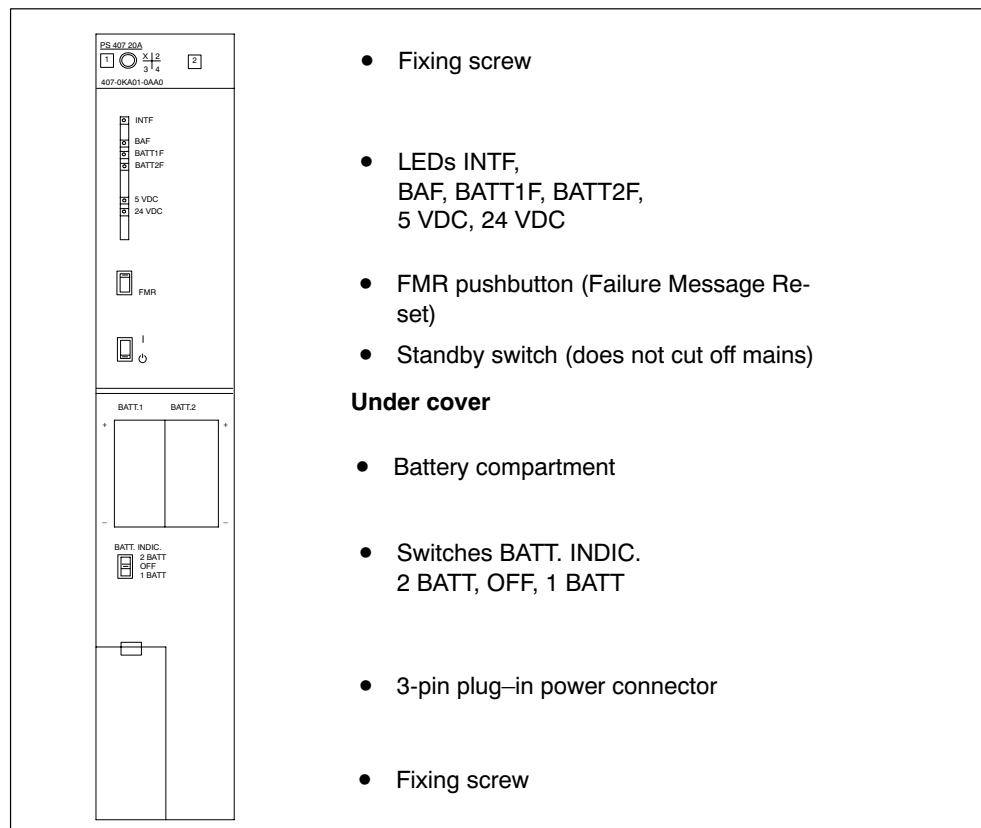 PS 407 20A
1 X 2 2
3 4
407-0KA01-0AA0
INTF
BAF
BATT1F
BATT2F
5 VDC
24 VDC
FMR
I
BATT.1 BATT.2
+ +
– –
BATT. INDIC.
2 BATT
OFF
1 BATT
• Fixing screw
• LEDs INTF,
BAF, BATT1F, BATT2F,
5 VDC, 24 VDC
• FMR pushbutton (Failure Message Re-
set)
• Standby switch (does not cut off mains)
Under cover
• Battery compartment
• Switches BATT. INDIC.
2 BATT, OFF, 1 BATT
• 3-pin plug–in power connector
• Fixing screw